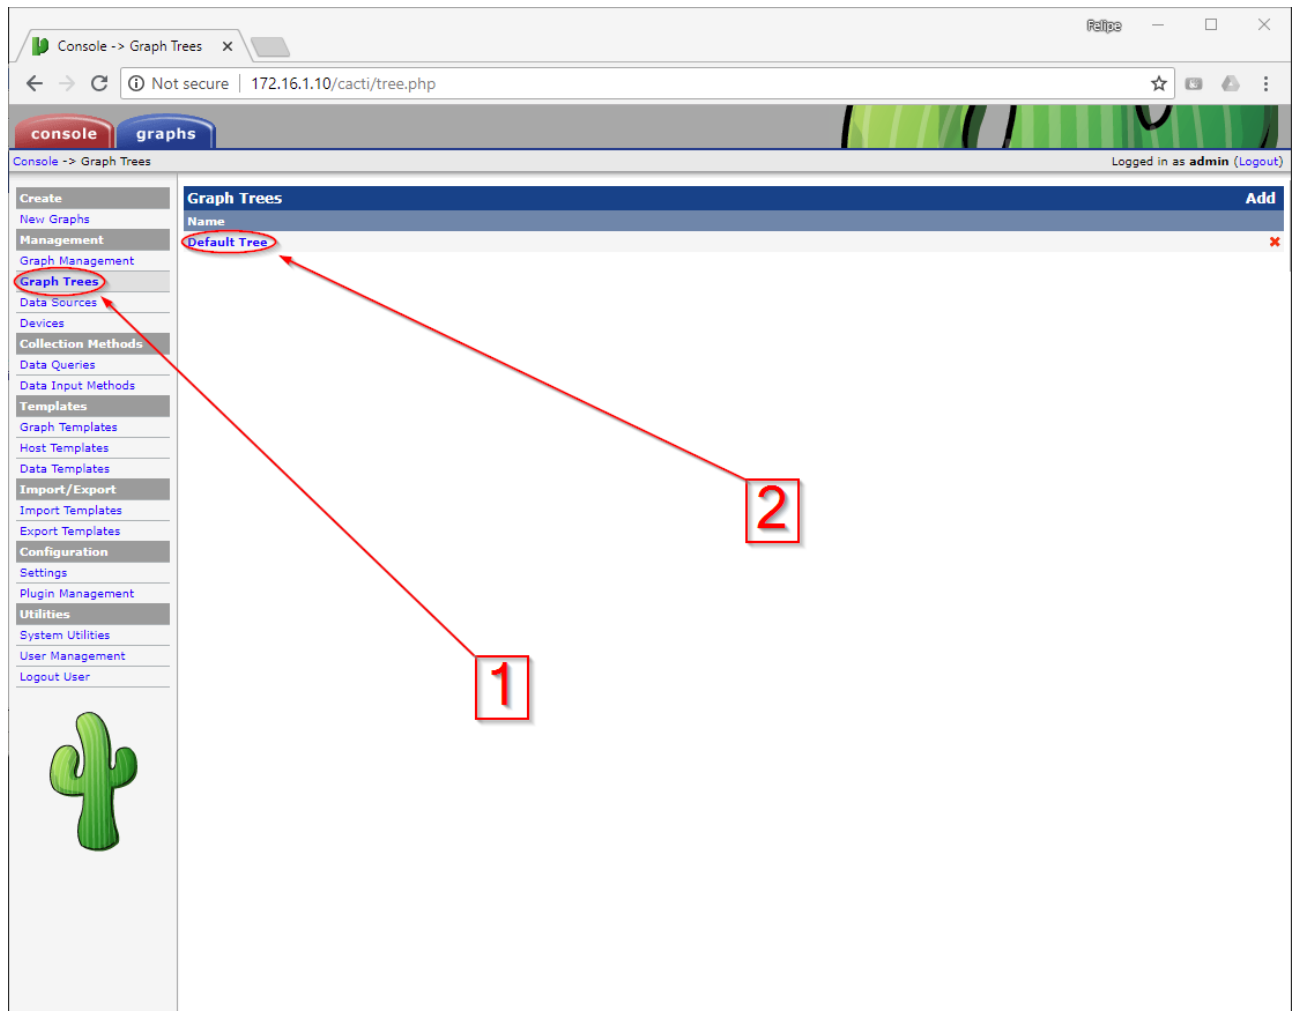 Felipe
Console -> Graph Trees
Not secure | 172.16.1.10/cacti/tree.php
console graphs
Console -> Graph Trees
Logged in as admin (Logout)
Create
New Graphs
Management
Graph Management
Graph Trees
Data Sources
Devices
Collection Methods
Data Queries
Data Input Methods
Templates
Graph Templates
Host Templates
Data Templates
Import/Export
Import Templates
Export Templates
Configuration
Settings
Plugin Management
Utilities
System Utilities
User Management
Logout User
Graph Trees Add
Name
Default Tree
2
1